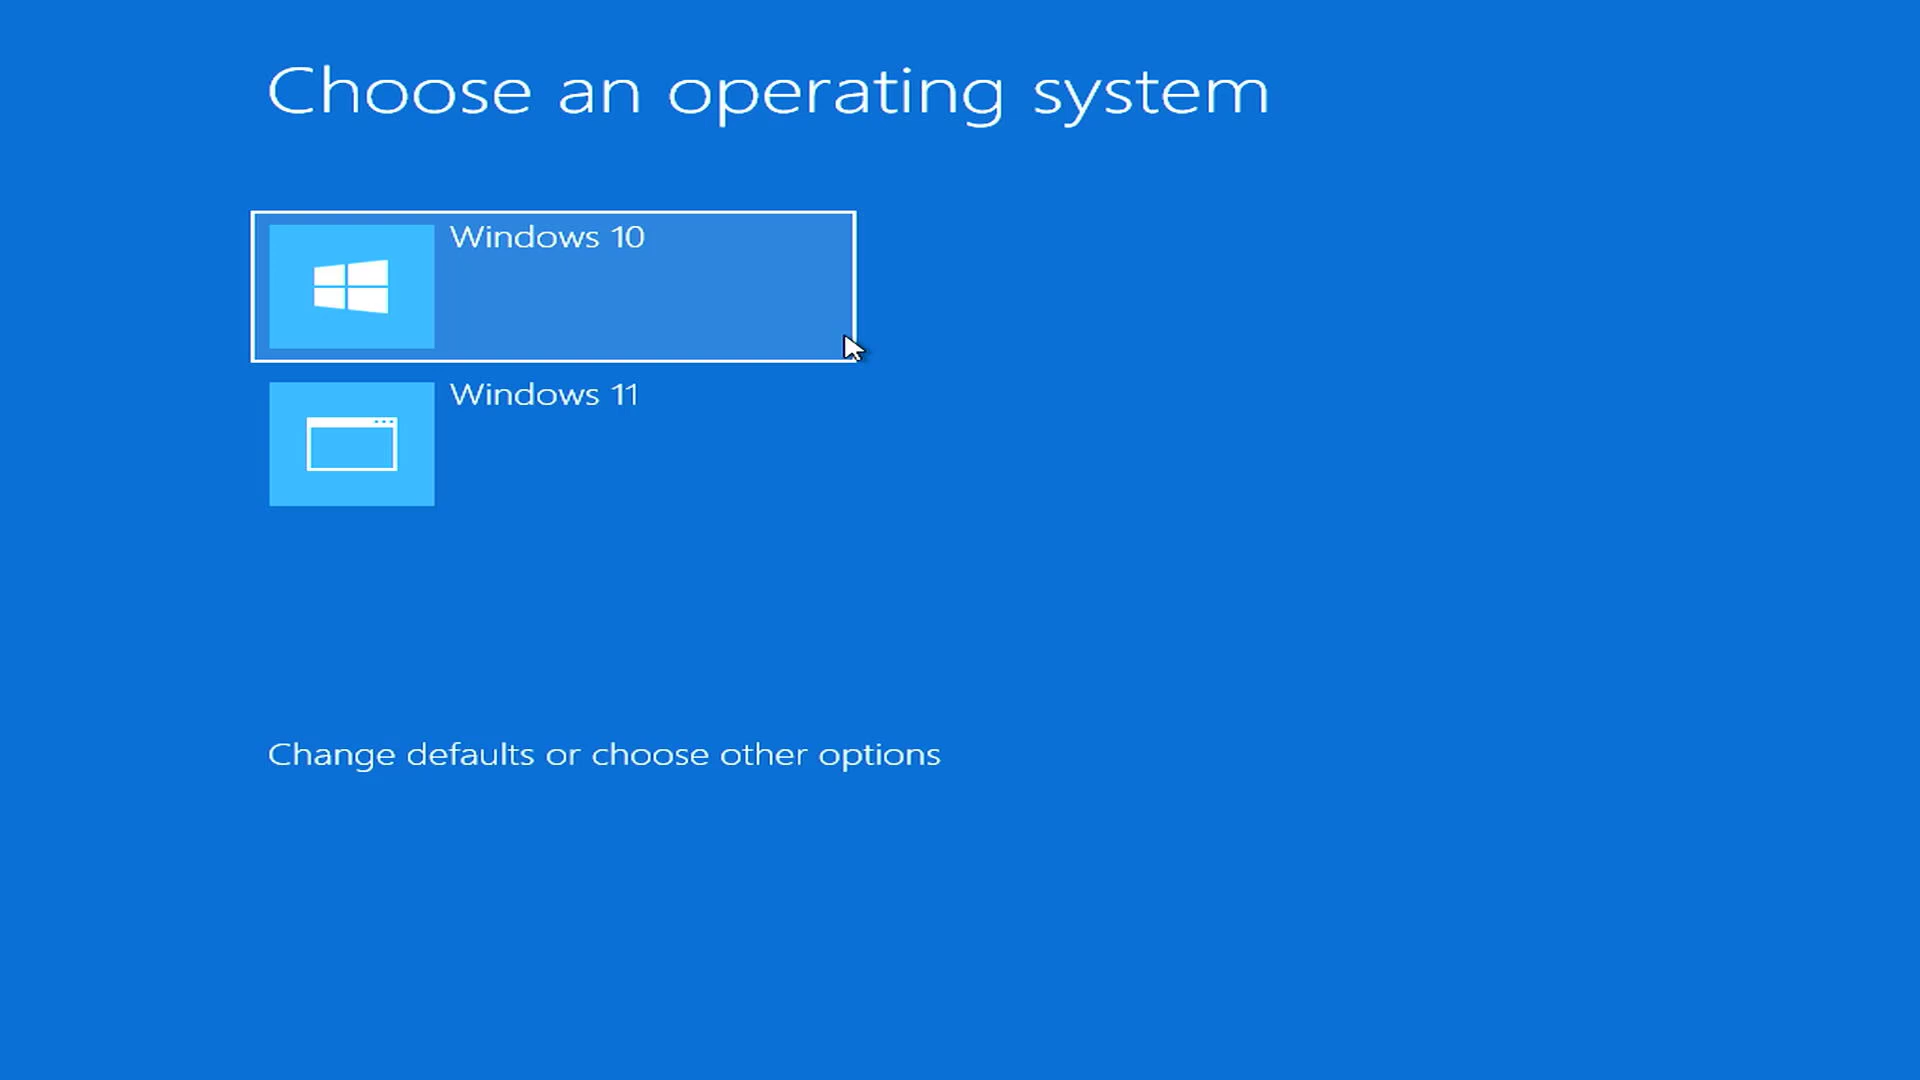 Choose an operating system
Windows 10
Windows 11
Change defaults or choose other options